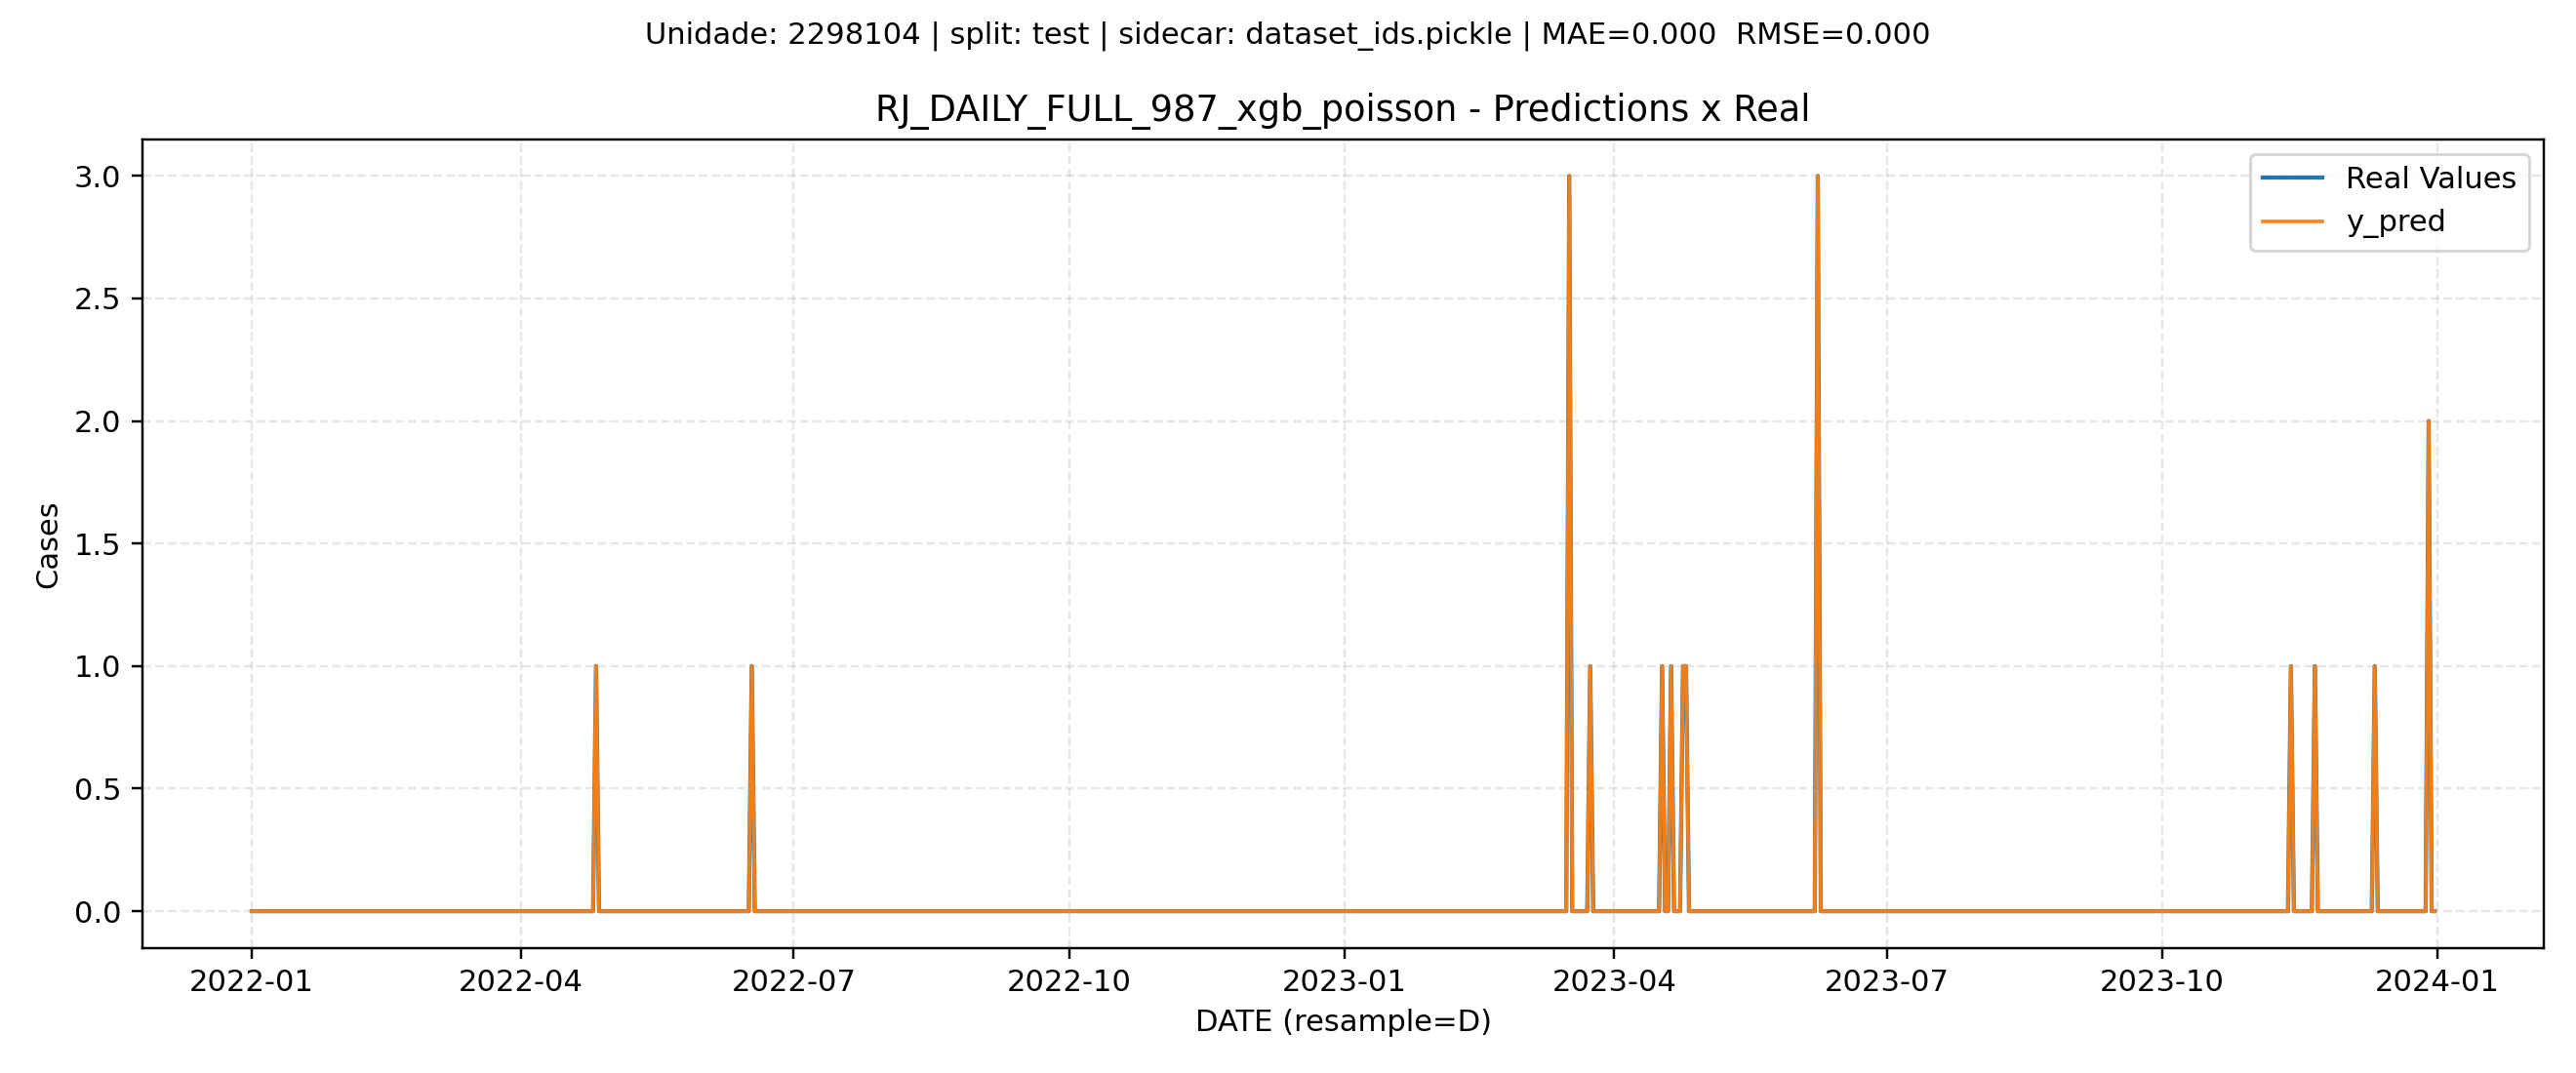 Unidade: 2298104 | split: test | sidecar: dataset_ids.pickle | MAE=0.000  RMSE=0.000
RJ_DAILY_FULL_987_xgb_poisson - Predictions x Real
Real Values
y_pred
3.0
2.5
2.0
1.5
1.0
0.5
0.0
Cases
2022-01 2022-04 2022-07 2022-10 2023-01 2023-04 2023-07 2023-10 2024-01
DATE (resample=D)